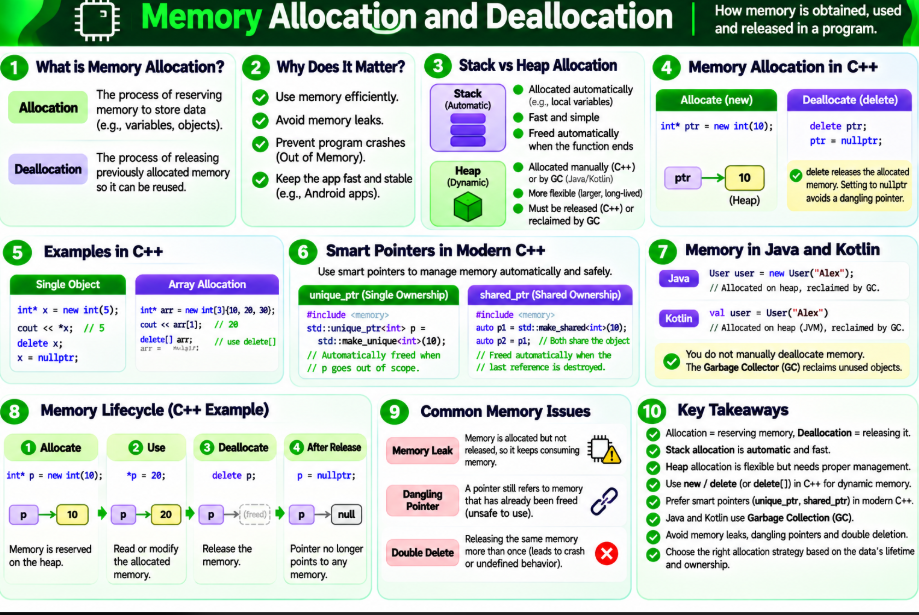 Memory Allocation and Deallocation
How memory is obtained, used
and released in a program.
1 What is Memory Allocation?
Allocation
The process of reserving
memory to store data
(e.g., variables, objects).
Deallocation
The process of releasing
previously allocated memory
so it can be reused.
2 Why Does It Matter?
Use memory efficiently.
Avoid memory leaks.
Prevent program crashes
(Out of Memory).
Keep the app fast and stable
(e.g., Android apps).
3 Stack vs Heap Allocation
Stack
(Automatic)
Allocated automatically
(e.g., local variables)
Fast and simple
Freed automatically
when the function ends
Heap
(Dynamic)
Allocated manually (C++)
or by GC (Java/Kotlin)
More flexible (larger, long-lived)
Must be released (C++) or
reclaimed by GC
4 Memory Allocation in C++
Allocate (new)
int* ptr = new int(10);
ptr
10
(Heap)
Deallocate (delete)
delete ptr;
ptr = nullptr;
delete releases the allocated
memory. Setting to nullptr
avoids a dangling pointer.
5 Examples in C++
Single Object
int* x = new int(5);
cout << *x; // 5
delete x;
x = nullptr;
Array Allocation
int* arr = new int[3]{10, 20, 30};
cout << arr[1]; // 20
delete[] arr; // use delete[]
arr =
6 Smart Pointers in Modern C++
Use smart pointers to manage memory automatically and safely.
unique_ptr (Single Ownership)
#include <memory>
std::unique_ptr<int> p =
std::make_unique<int>(10);
// Automatically freed when
// p goes out of scope.
shared_ptr (Shared Ownership)
#include <memory>
auto p1 = std::make_shared<int>(10);
auto p2 = p1; // Both share the object
// Freed automatically when the
// last reference is destroyed.
7 Memory in Java and Kotlin
Java
User user = new User("Alex");
// Allocated on heap, reclaimed by GC.
Kotlin
val user = User("Alex")
// Allocated on heap (JVM), reclaimed by GC.
You do not manually deallocate memory.
The Garbage Collector (GC) reclaims unused objects.
8 Memory Lifecycle (C++ Example)
1 Allocate
int* p = new int(10);
p
10
Memory is reserved
on the heap.
2 Use
*p = 20;
p
20
Read or modify
the allocated
memory.
3 Deallocate
delete p;
p
(freed)
Release the
memory.
4 After Release
p = nullptr;
p
null
Pointer no longer
points to any
memory.
9 Common Memory Issues
Memory Leak
Memory is allocated but not
released, so it keeps consuming
memory.
Dangling
Pointer
A pointer still refers to memory
that has already been freed
(unsafe to use).
Double Delete
Releasing the same memory
more than once (leads to crash
or undefined behavior).
10 Key Takeaways
Allocation = reserving memory, Deallocation = releasing it.
Stack allocation is automatic and fast.
Heap allocation is flexible but needs proper management.
Use new / delete (or delete[]) in C++ for dynamic memory.
Prefer smart pointers (unique_ptr, shared_ptr) in modern C++.
Java and Kotlin use Garbage Collection (GC).
Avoid memory leaks, dangling pointers and double deletion.
Choose the right allocation strategy based on the data's lifetime
and ownership.